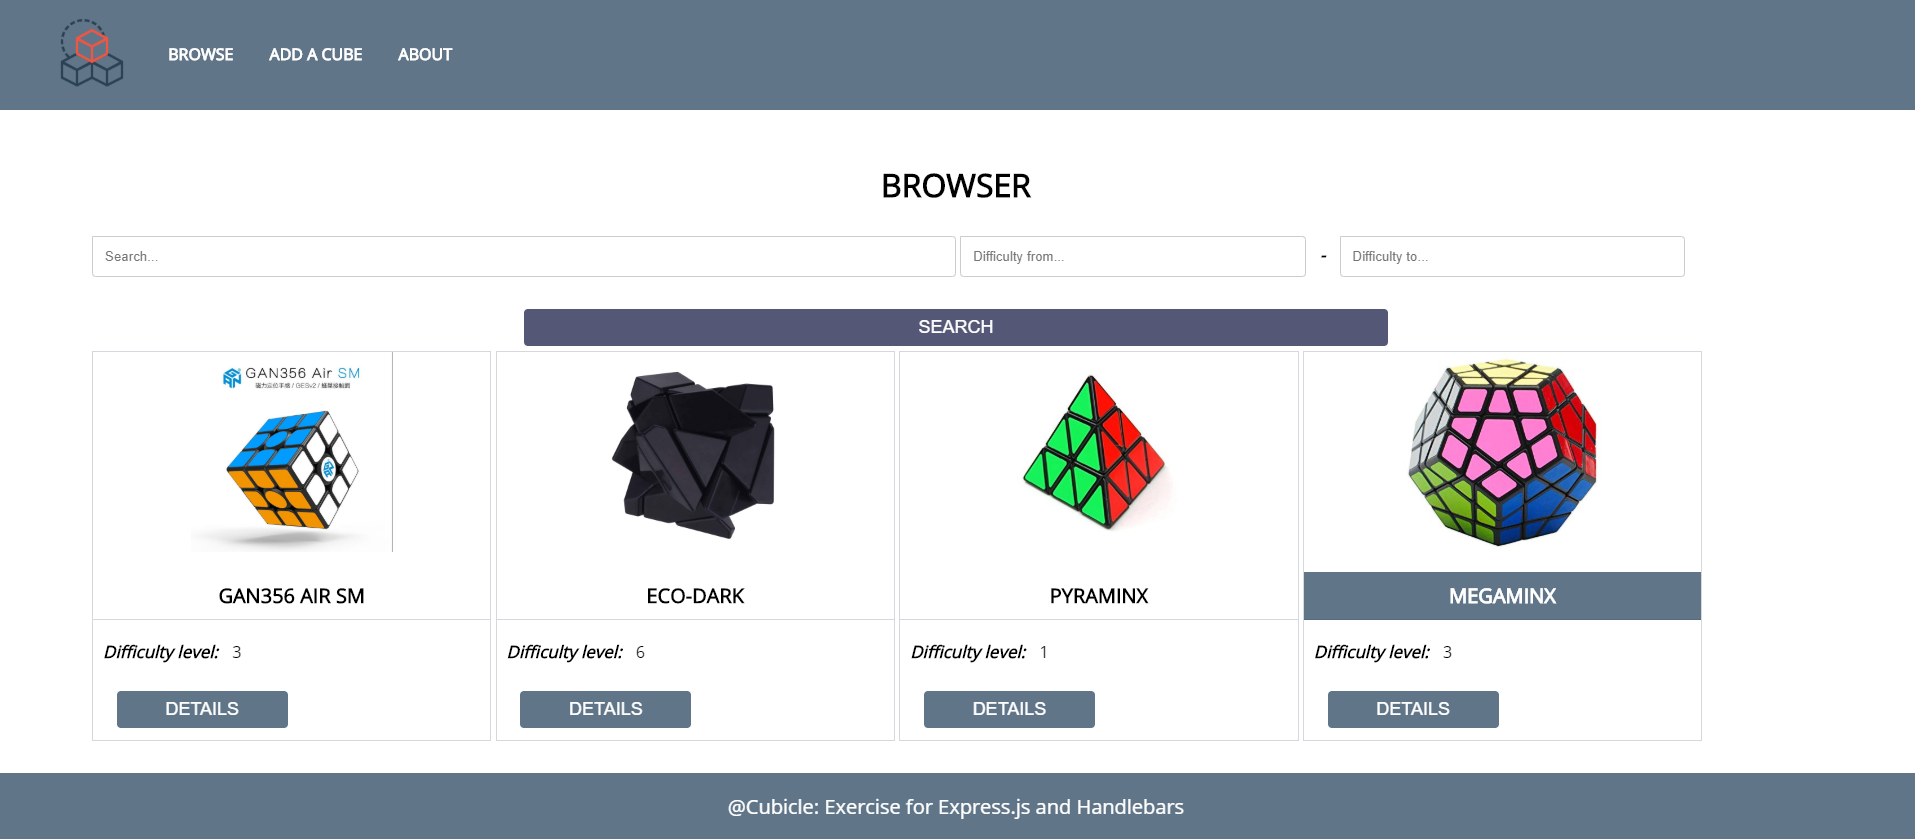 BROWSE ADD A CUBE ABOUT
BROWSER
Search... Difficulty from... - Difficulty to...
SEARCH
GAN356 Air SM
GAN356 AIR SM ECO-DARK PYRAMINX MEGAMINX
Difficulty level: 3 Difficulty level: 6 Difficulty level: 1 Difficulty level: 3
DETAILS DETAILS DETAILS DETAILS
@Cubicle: Exercise for Express.js and Handlebars